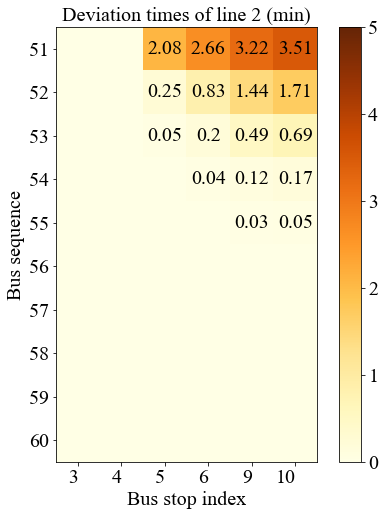 Deviation times of line 2 (min)
51 2.08 2.66 3.22 3.51
52 0.25 0.83 1.44 1.71
53 0.05 0.2 0.49 0.69
54 0.04 0.12 0.17
55 0.03 0.05
56
57
58
59
60
Bus sequence
3 4 5 6 9 10
Bus stop index
5
4
3
2
1
0